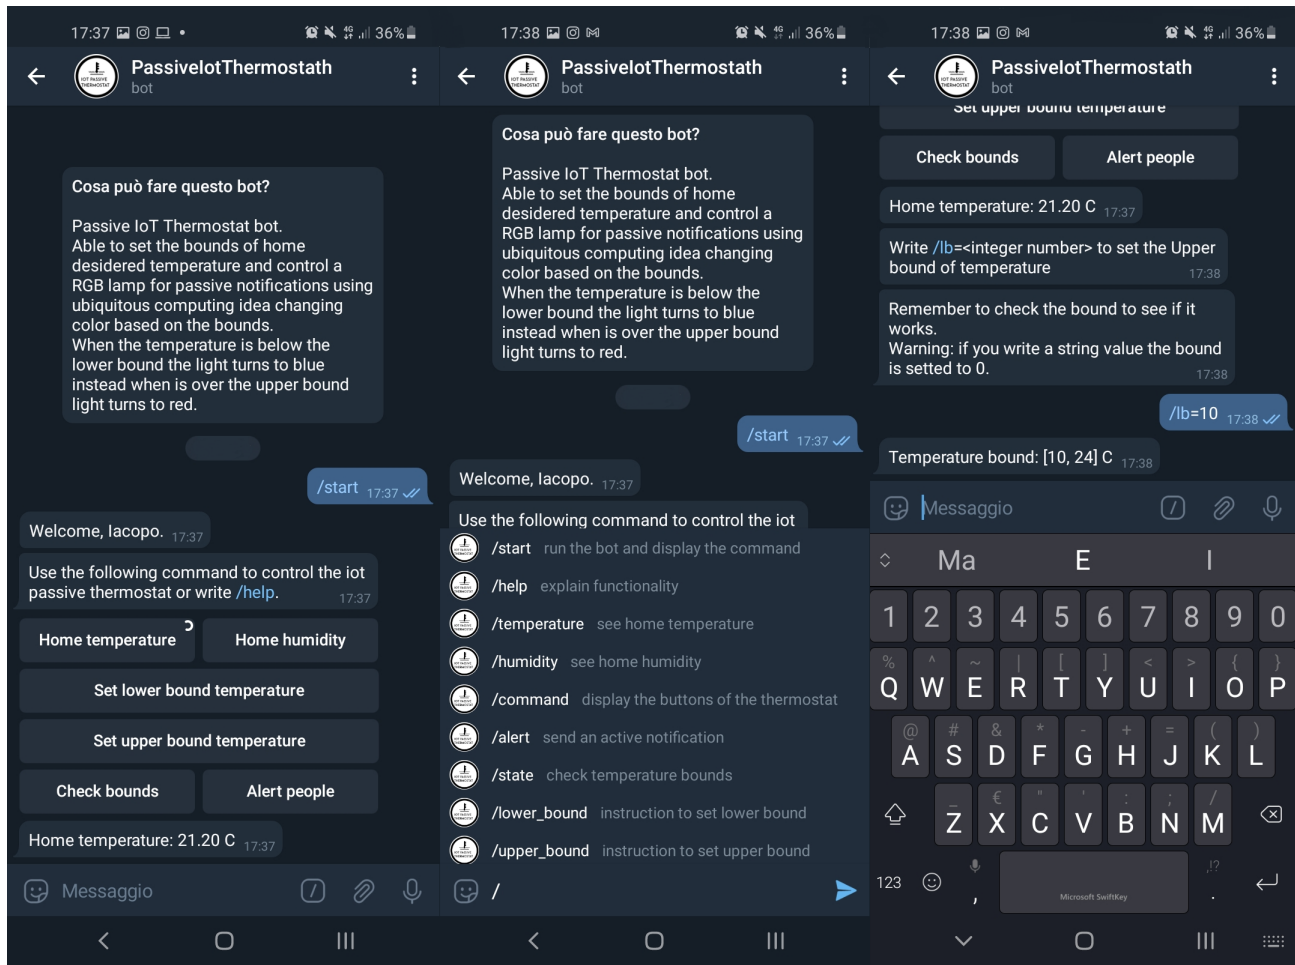 17:37
36%
PassiveIotThermostath
bot
Cosa può fare questo bot?
Passive IoT Thermostat bot.
Able to set the bounds of home
desidered temperature and control a
RGB lamp for passive notifications using
ubiquitous computing idea changing
color based on the bounds.
When the temperature is below the
lower bound the light turns to blue
instead when is over the upper bound
light turns to red.
/start 17:37
Welcome, Iacopo. 17:37
Use the following command to control the iot
passive thermostat or write /help. 17:37
Home temperature Home humidity
Set lower bound temperature
Set upper bound temperature
Check bounds Alert people
Home temperature: 21.20 C 17:37
Messaggio
17:38
4G 36%
PassiveIotThermostath
bot
Cosa può fare questo bot?
Passive IoT Thermostat bot.
Able to set the bounds of home
desidered temperature and control a
RGB lamp for passive notifications using
ubiquitous computing idea changing
color based on the bounds.
When the temperature is below the
lower bound the light turns to blue
instead when is over the upper bound
light turns to red.
/start 17:37
Welcome, Iacopo. 17:37
Use the following command to control the iot
/start run the bot and display the command
/help explain functionality
/temperature see home temperature
/humidity see home humidity
/command display the buttons of the thermostat
/alert send an active notification
/state check temperature bounds
/lower_bound instruction to set lower bound
/upper_bound instruction to set upper bound
/
17:38
4G 36%
PassiveIotThermostath
bot
Set upper bound temperature
Check bounds Alert people
Home temperature: 21.20 C 17:37
Write /lb=<integer number> to set the Upper
bound of temperature 17:38
Remember to check the bound to see if it
works.
Warning: if you write a string value the bound
is setted to 0. 17:38
/lb=10 17:38
Temperature bound: [10, 24] C 17:38
Messaggio
Ma E I
1 2 3 4 5 6 7 8 9 0
% ^ ~ | [ ] < > { }
Q W E R T Y U I O P
@ # & * - + = ( )
A S D F G H J K L
_ € " ' : ; /
Z X C V B N M
123 , Microsoft SwiftKey ,!? .